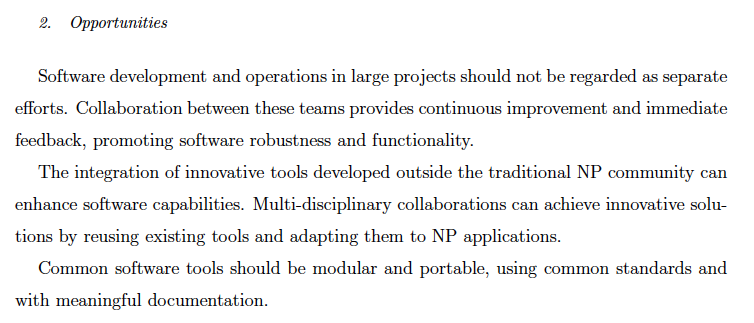 2. Opportunities
Software development and operations in large projects should not be regarded as separate
efforts. Collaboration between these teams provides continuous improvement and immediate
feedback, promoting software robustness and functionality.
The integration of innovative tools developed outside the traditional NP community can
enhance software capabilities. Multi-disciplinary collaborations can achieve innovative solu-
tions by reusing existing tools and adapting them to NP applications.
Common software tools should be modular and portable, using common standards and
with meaningful documentation.